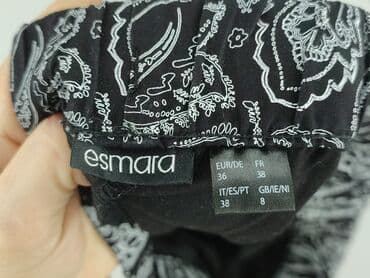 esmara
EUR/DE FR
36 38
IT/ES/PT GB/IE/NI
38 8